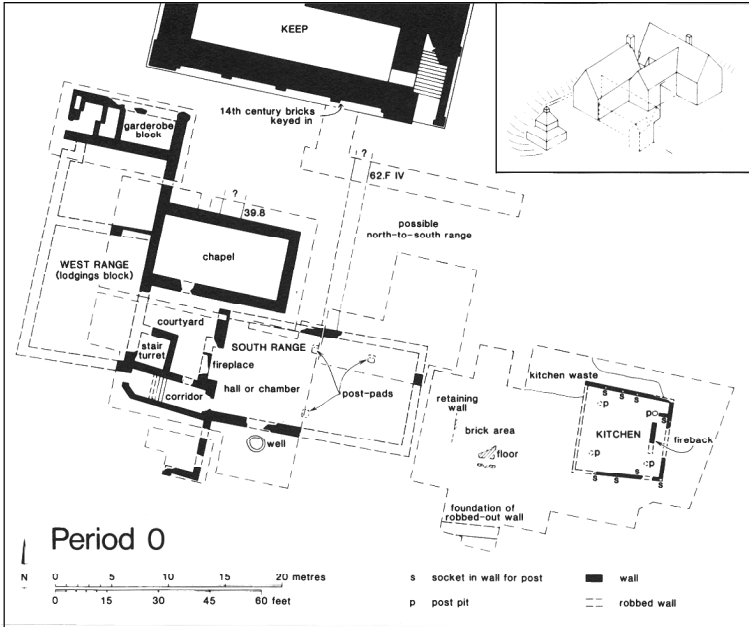 KEEP
14th century bricks
keyed in
garderobe
block
?
62.F IV
?
39.8
possible
north-to-south range
chapel
WEST RANGE
(lodgings block)
courtyard
stair
turret
SOUTH RANGE
fireplace
hall or chamber
corridor
post-pads
well
kitchen waste
retaining
wall
brick area
floor
KITCHEN
fireback
foundation of
robbed-out wall
s
s
s
s
p
p
p
p
s
s
s
s
Period 0
N
0 5 10 15 20 metres
0 15 30 45 60 feet
s socket in wall for post
p post pit
wall
robbed wall